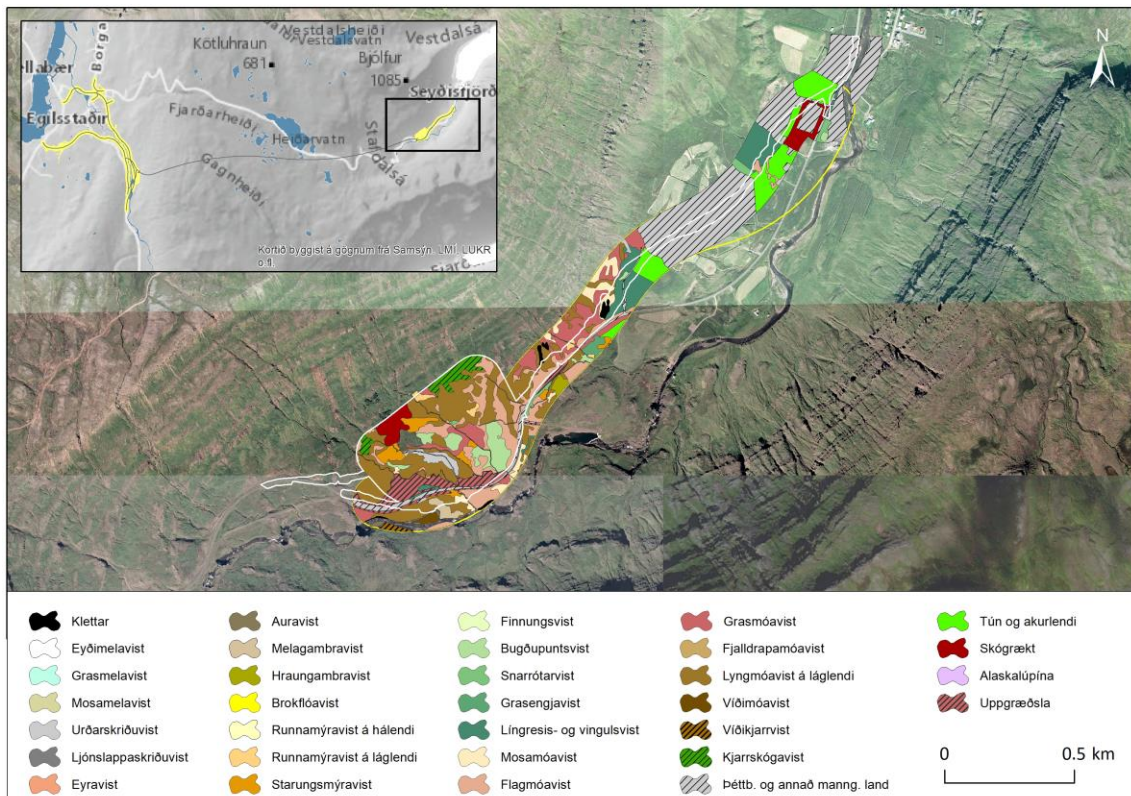 Vestdalsheiði
Vestdalsvatn
Vestdalsá
Kötluhraun
681
Bjólfur
1085
Borga
Seyðisfjörð
Egilsstaðir
Fjarðarheiði
Heiðarvatn
Gagnheiði
Stafdalsá
Kortið byggist á gögnum frá Samsýn, LMÍ, LUKR
o.fl.
N
Klettar
Eyðimelavist
Grasmelavist
Mosamelavist
Urðarskriðuvist
Ljónslappaskriðuvist
Eyravist
Auravist
Melagambravist
Hraungambravist
Brokflóavist
Runnamýravist á hálendi
Runnamýravist á láglendi
Starungsmýravist
Finnungsvist
Bugðupuntsvist
Snarrótarvist
Grasengjavist
Língresis- og vingulsvist
Mosamóavist
Flagmóavist
Grasmóavist
Fjalldrapamóavist
Lyngmóavist á láglendi
Víðimóavist
Víðikjarrvist
Kjarrskógavist
Þéttb. og annað manng. land
Tún og akurlendi
Skógrækt
Alaskalúpína
Uppgræðsla
0 0.5 km